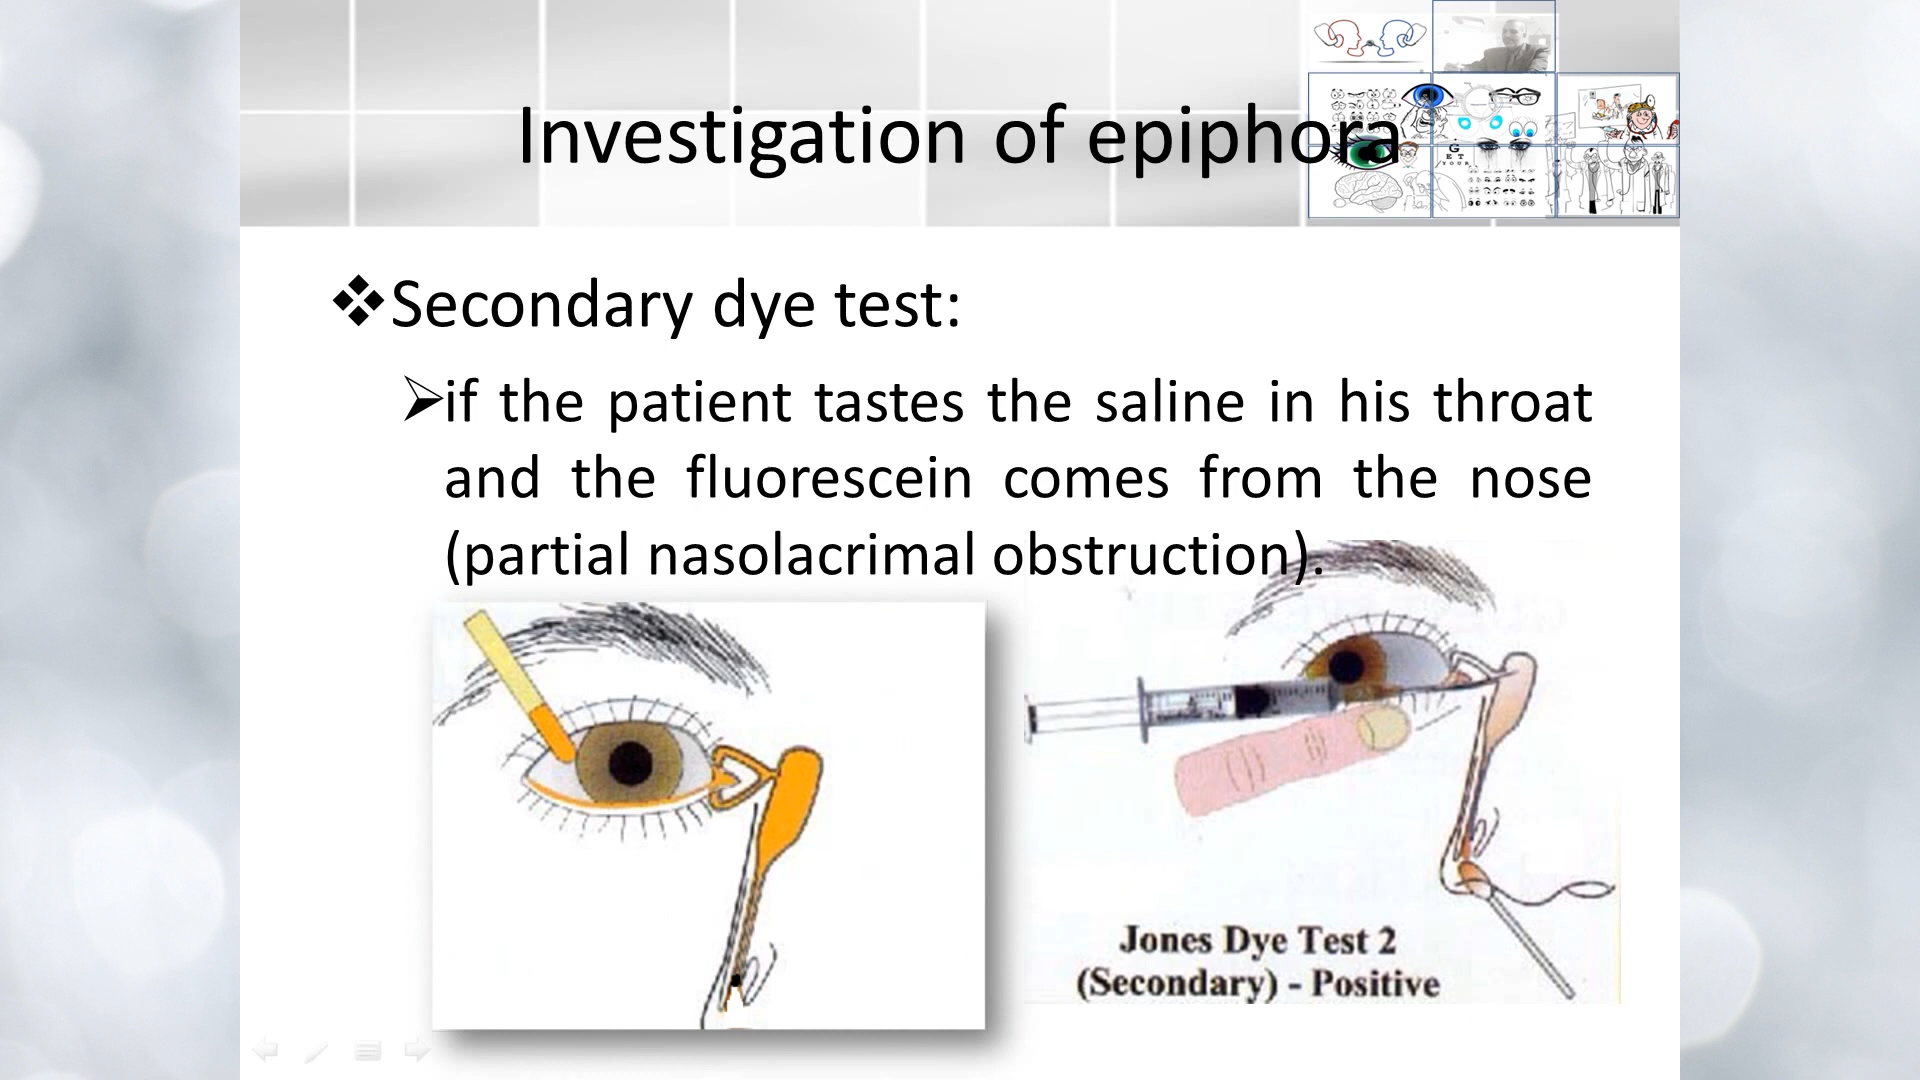 Investigation of epiphora
❖Secondary dye test:
➢if the patient tastes the saline in his throat
and the fluorescein comes from the nose
(partial nasolacrimal obstruction).
Jones Dye Test 2
(Secondary) - Positive